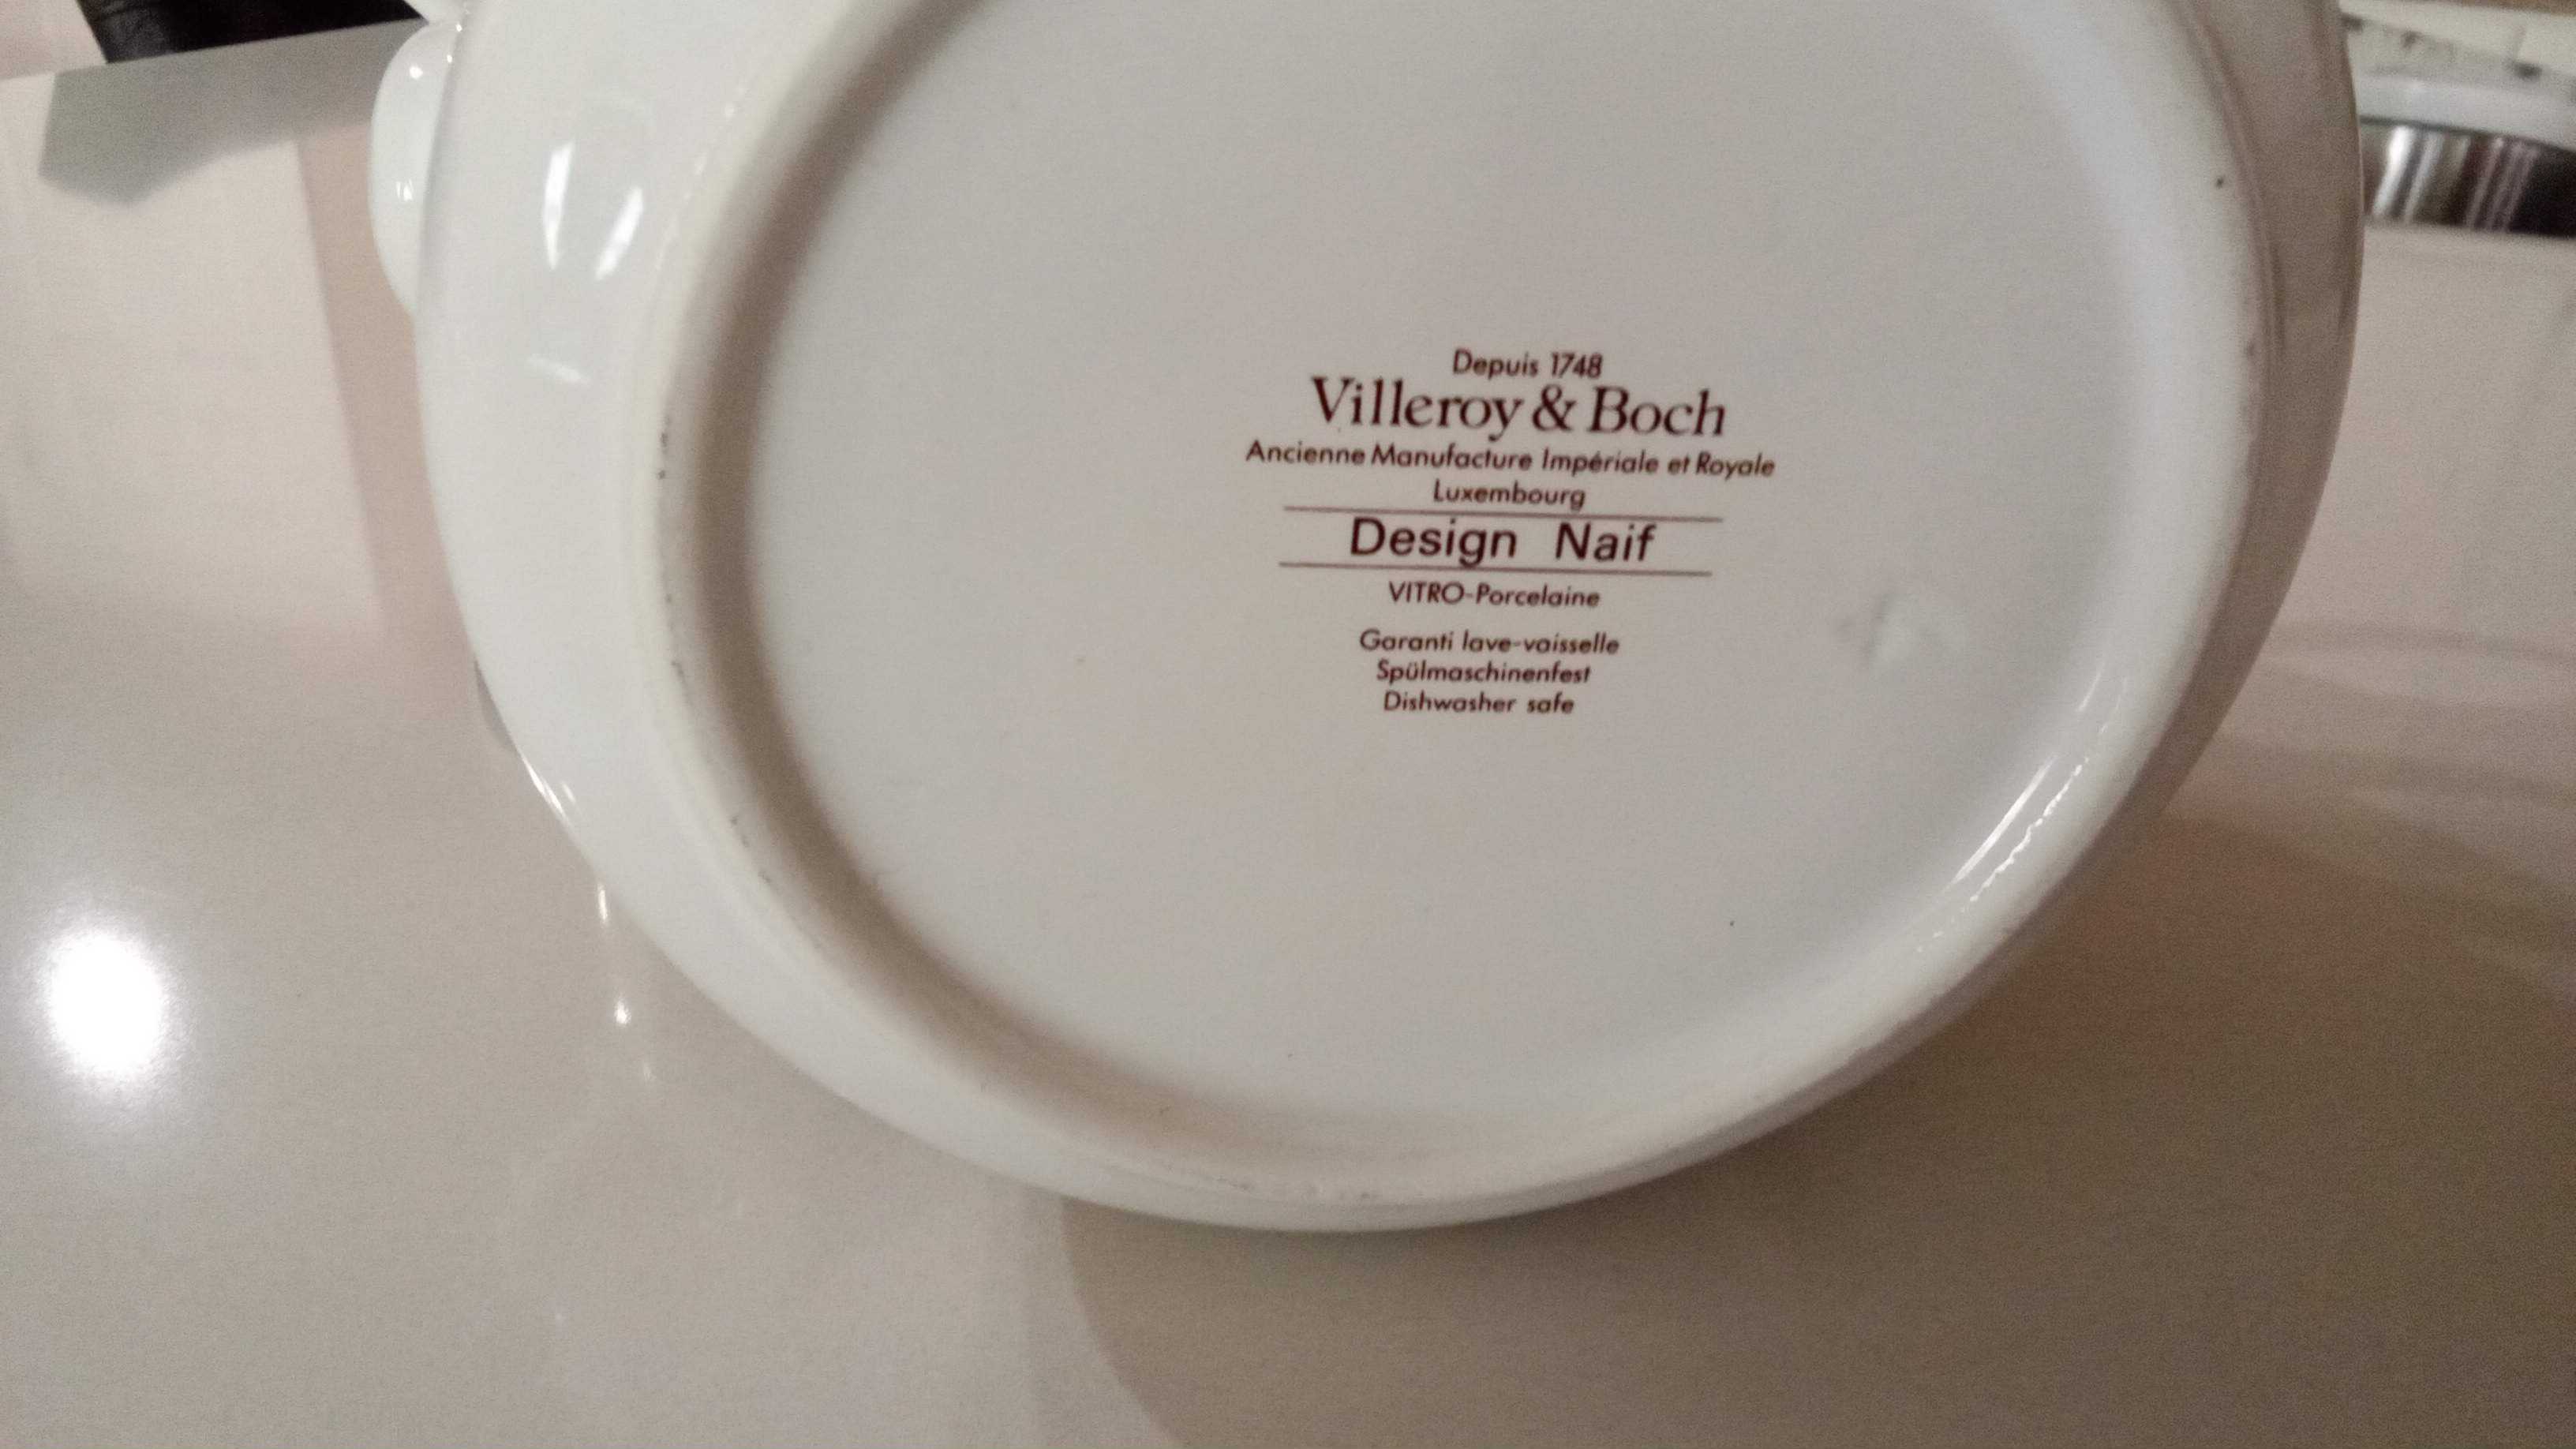 Depuis 1748
Villeroy & Boch
Ancienne Manufacture Impériale et Royale
Luxembourg
Design Naif
VITRO-Porcelaine
Garanti lave-vaisselle
Spülmaschinenfest
Dishwasher safe